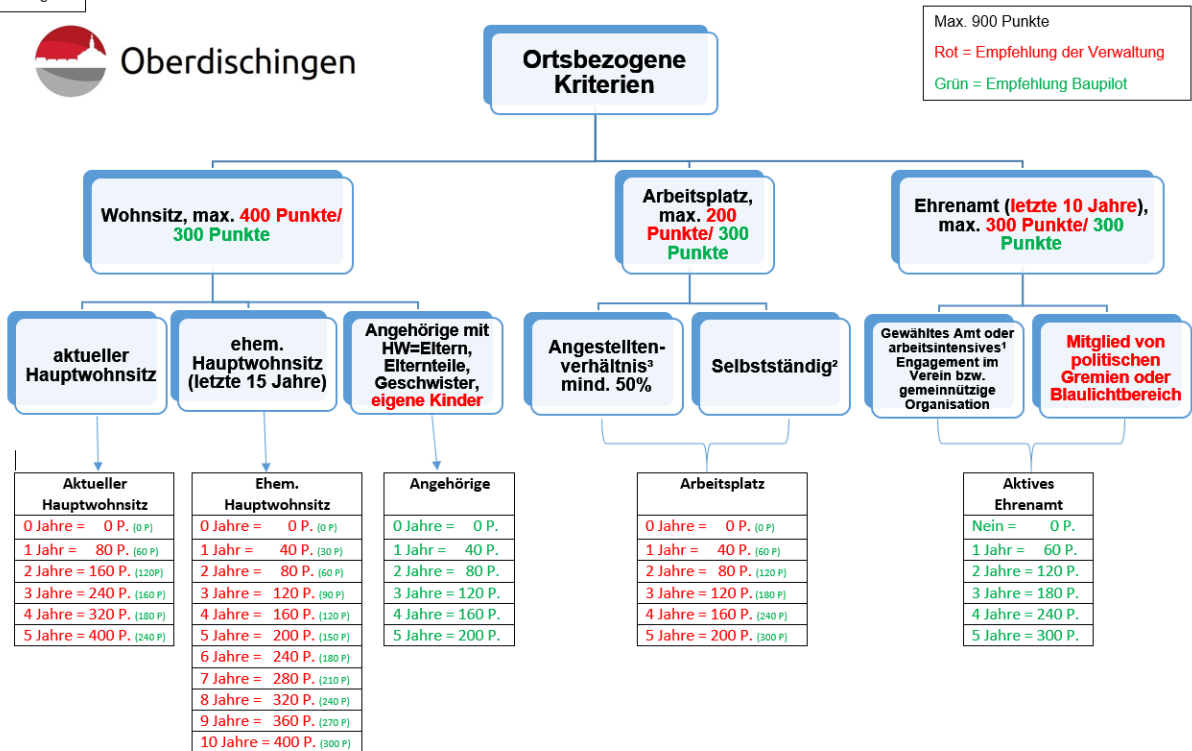 Oberdischingen
Ortsbezogene
Kriterien
Max. 900 Punkte
Rot = Empfehlung der Verwaltung
Grün = Empfehlung Baupilot
Wohnsitz, max. 400 Punkte/
300 Punkte
Arbeitsplatz,
max. 200
Punkte/ 300
Punkte
Ehrenamt (letzte 10 Jahre),
max. 300 Punkte/ 300
Punkte
aktueller
Hauptwohnsitz
ehem.
Hauptwohnsitz
(letzte 15 Jahre)
Angehörige mit
HW=Eltern,
Elternteile,
Geschwister,
eigene Kinder
Angestellten-
verhältnis³
mind. 50%
Selbstständig²
Gewähltes Amt oder
arbeitsintensives¹
Engagement im
Verein bzw.
gemeinnützige
Organisation
Mitglied von
politischen
Gremien oder
Blaulichtbereich
Aktueller
Hauptwohnsitz
0 Jahre = 0 P. (0 P)
1 Jahr = 80 P. (60 P)
2 Jahre = 160 P. (120P)
3 Jahre = 240 P. (160 P)
4 Jahre = 320 P. (180 P)
5 Jahre = 400 P. (240 P)
Ehem.
Hauptwohnsitz
0 Jahre = 0 P. (0 P)
1 Jahr = 40 P. (30 P)
2 Jahre = 80 P. (60 P)
3 Jahre = 120 P. (90 P)
4 Jahre = 160 P. (120 P)
5 Jahre = 200 P. (150 P)
6 Jahre = 240 P. (180 P)
7 Jahre = 280 P. (210 P)
8 Jahre = 320 P. (240 P)
9 Jahre = 360 P. (270 P)
10 Jahre = 400 P. (300 P)
Angehörige
0 Jahre = 0 P.
1 Jahr = 40 P.
2 Jahre = 80 P.
3 Jahre = 120 P.
4 Jahre = 160 P.
5 Jahre = 200 P.
Arbeitsplatz
0 Jahre = 0 P. (0 P)
1 Jahr = 40 P. (60 P)
2 Jahre = 80 P. (120 P)
3 Jahre = 120 P. (180 P)
4 Jahre = 160 P. (240 P)
5 Jahre = 200 P. (300 P)
Aktives
Ehrenamt
Nein = 0 P.
1 Jahr = 60 P.
2 Jahre = 120 P.
3 Jahre = 180 P.
4 Jahre = 240 P.
5 Jahre = 300 P.